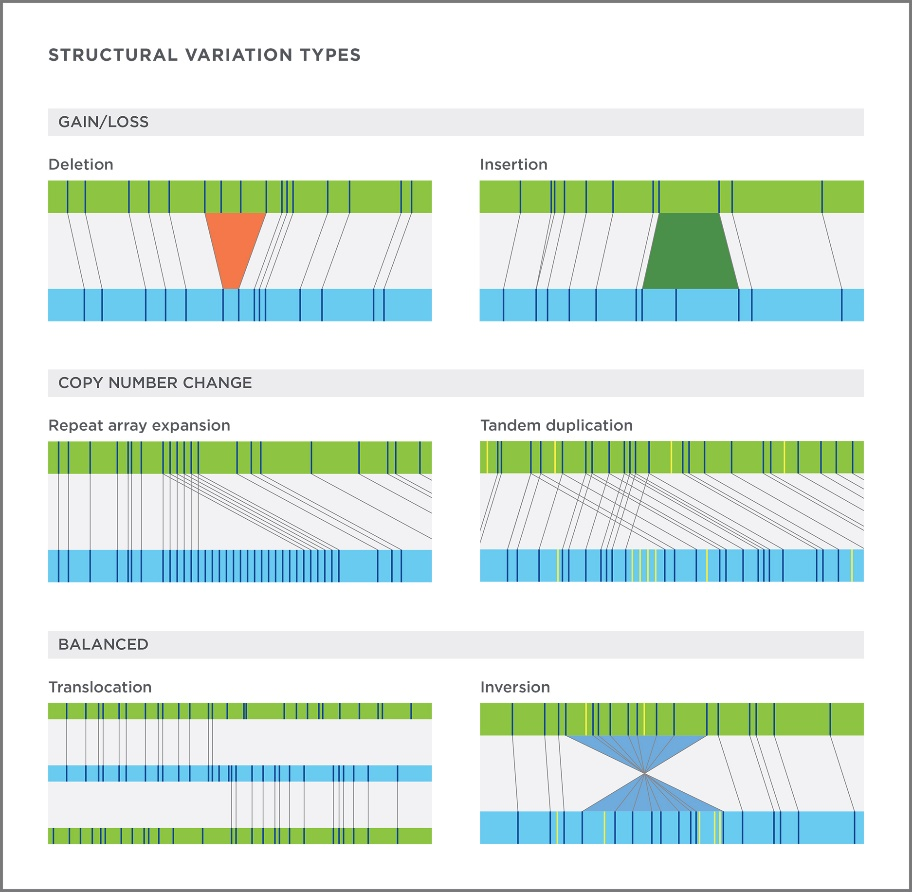 STRUCTURAL VARIATION TYPES
GAIN/LOSS
Deletion
Insertion
COPY NUMBER CHANGE
Repeat array expansion
Tandem duplication
BALANCED
Translocation
Inversion